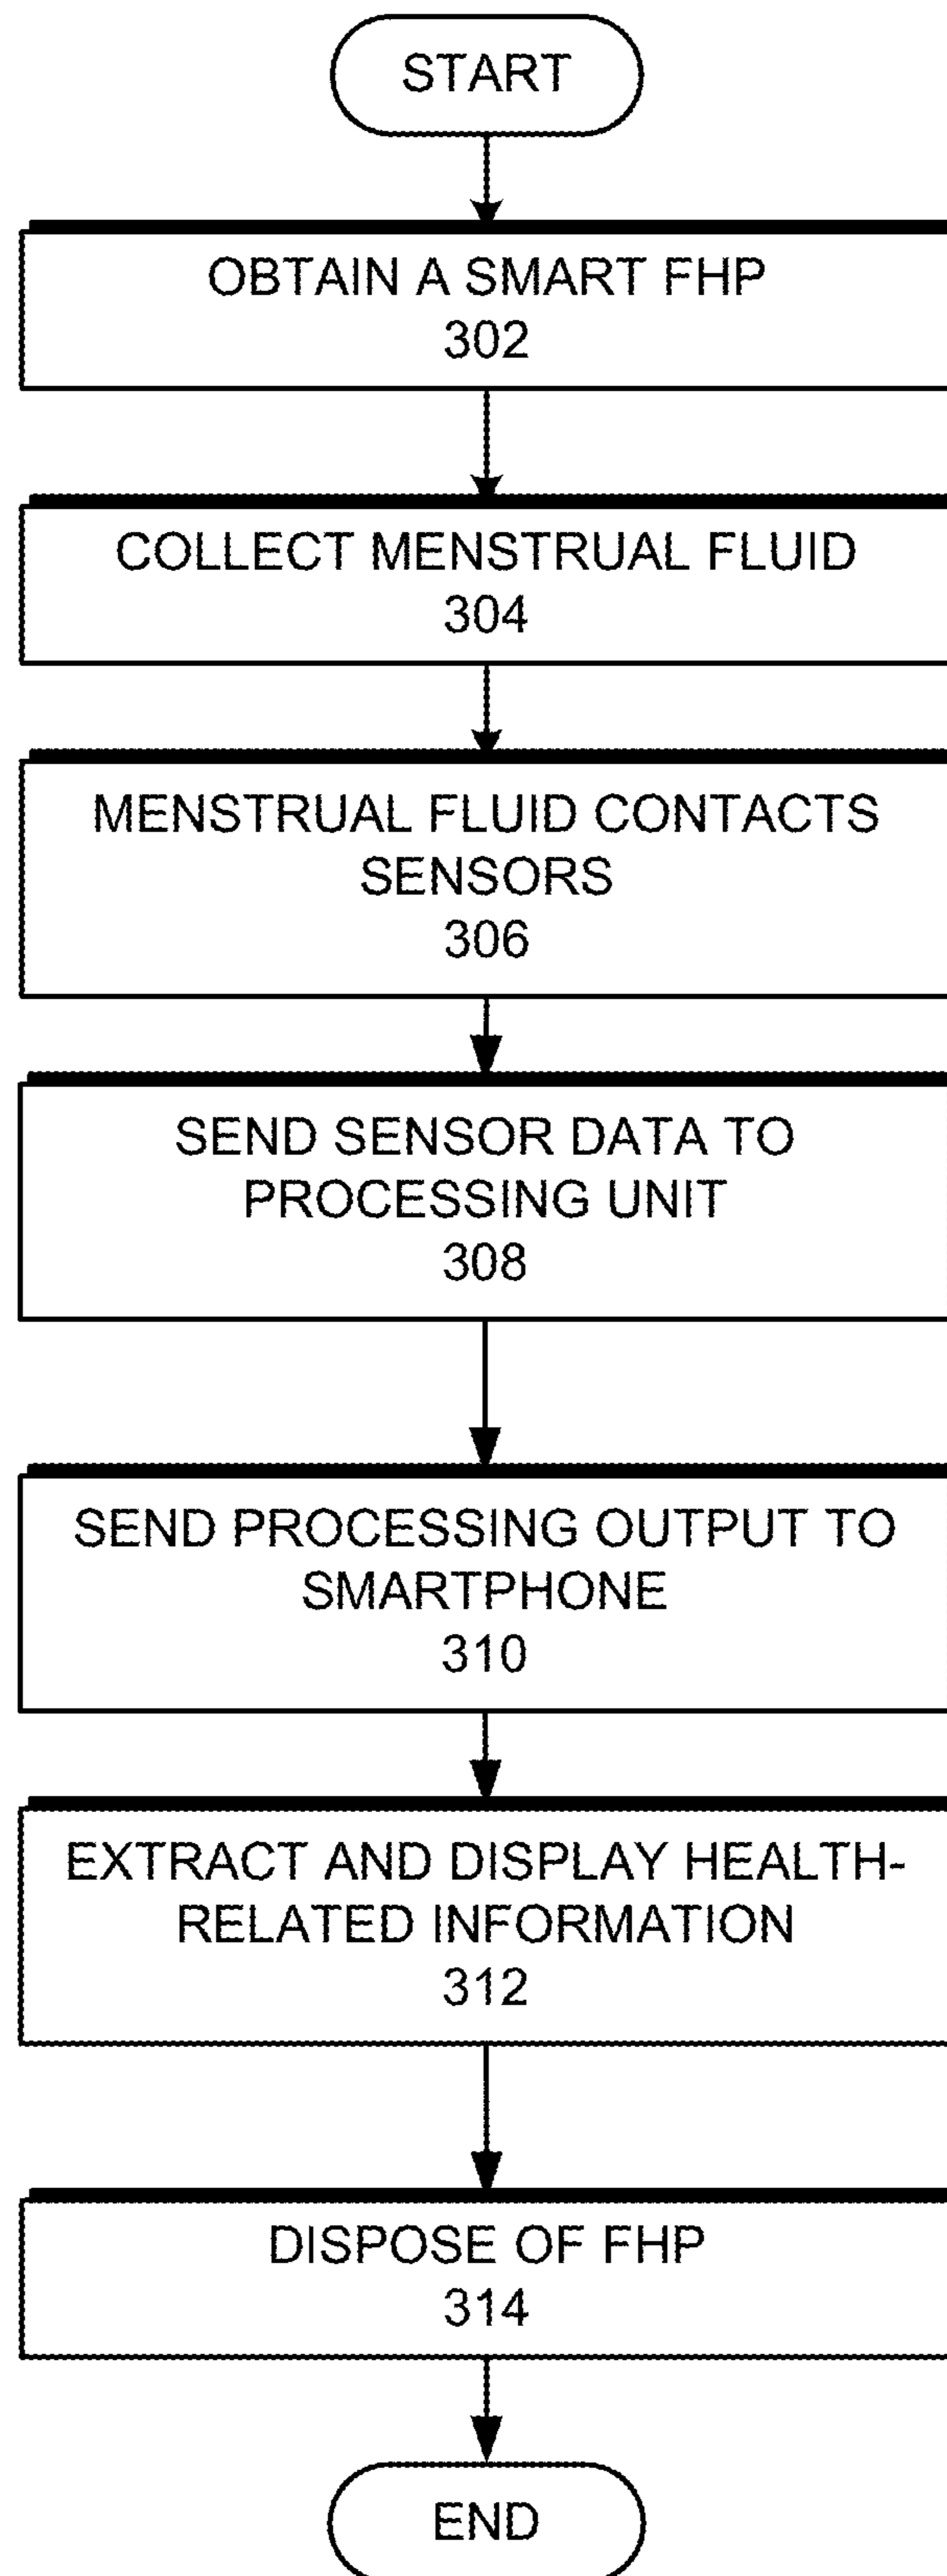 START
OBTAIN A SMART FHP
302
COLLECT MENSTRUAL FLUID
304
MENSTRUAL FLUID CONTACTS
SENSORS
306
SEND SENSOR DATA TO
PROCESSING UNIT
308
SEND PROCESSING OUTPUT TO
SMARTPHONE
310
EXTRACT AND DISPLAY HEALTH-
RELATED INFORMATION
312
DISPOSE OF FHP
314
END